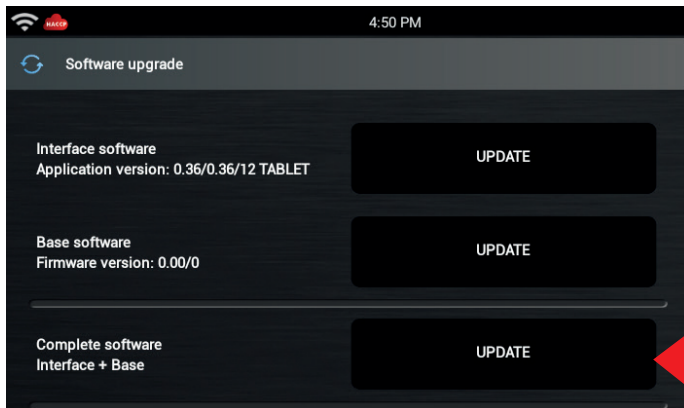 HACCP
4:50 PM
Software upgrade
Interface software
Application version: 0.36/0.36/12 TABLET
UPDATE
Base software
Firmware version: 0.00/0
UPDATE
Complete software
Interface + Base
UPDATE